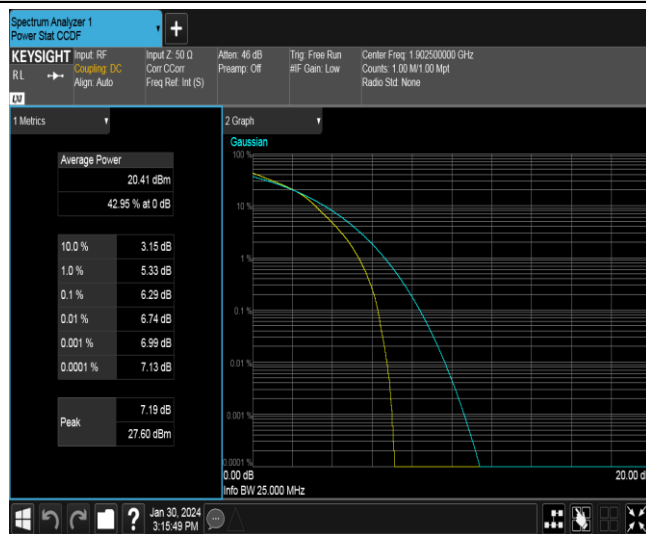 Spectrum Analyzer 1
Power Stat CCDF
+
KEYSIGHT Input: RF Input Z: 50 Ω Atten: 46 dB Trig: Free Run Center Freq: 1.902500000 GHz
RL Coupling: DC Corr CCorr Preamp: Off #IF Gain: Low Counts: 1.00 M/1.00 Mpt
Align: Auto Freq Ref: Int (S) Radio Std: None
LXI
1 Metrics 2 Graph
Gaussian
Average Power
20.41 dBm
42.95 % at 0 dB
10.0 % 3.15 dB
1.0 % 5.33 dB
0.1 % 6.29 dB
0.01 % 6.74 dB
0.001 % 6.99 dB
0.0001 % 7.13 dB
Peak 7.19 dB
27.60 dBm
100 %
10 %
1 %
0.1 %
0.01 %
0.001 %
0.0001 %
0.00 dB 20.00 d
Info BW 25.000 MHz
? Jan 30, 2024
3:15:49 PM